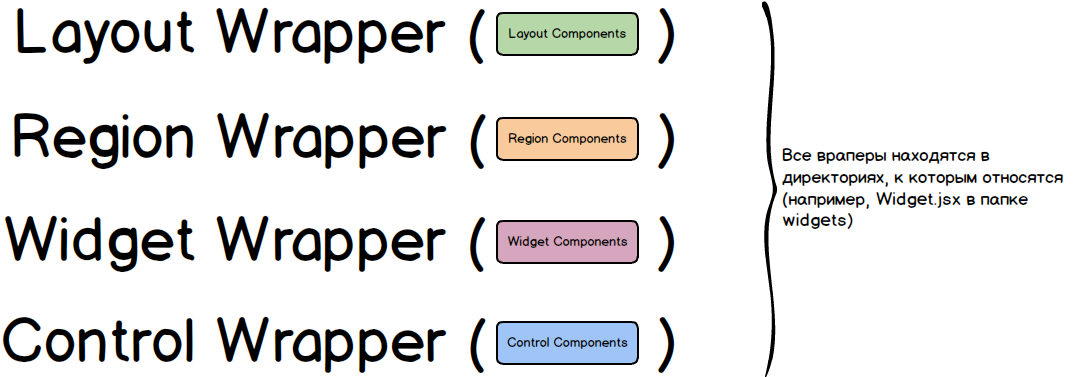 Layout Wrapper ( Layout Components )
Region Wrapper ( Region Components )
Widget Wrapper ( Widget Components )
Control Wrapper ( Control Components )
Все враперы находятся в
директориях, к которым относятся
(например, Widget.jsx в папке
widgets)